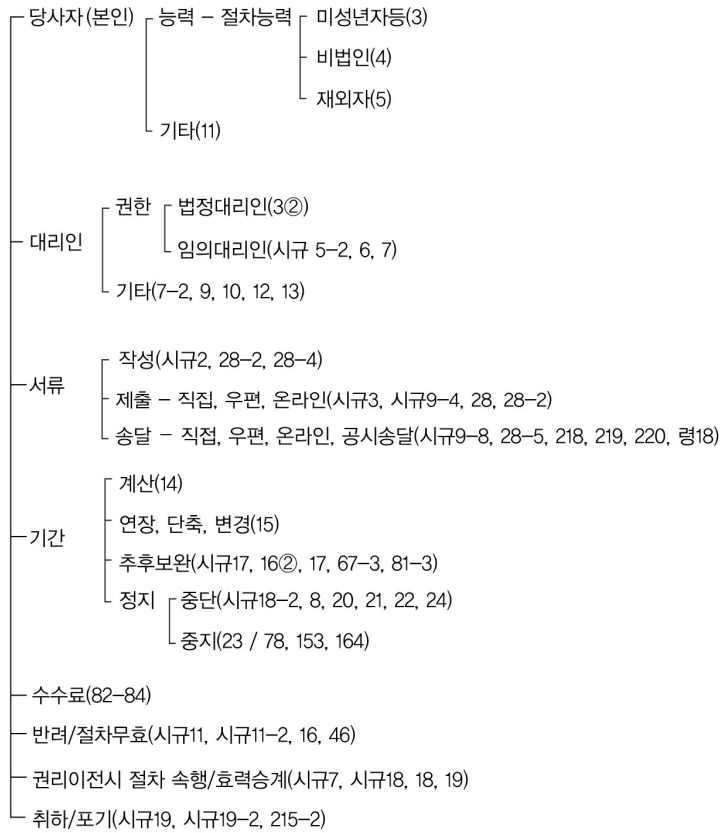 당사자(본인) 능력 – 절차능력 미성년자등(3)
비법인(4)
재외자(5)
기타(11)
권한 법정대리인(3②)
대리인
임의대리인(시규 5–2, 6, 7)
기타(7–2, 9, 10, 12, 13)
작성(시규2, 28–2, 28–4)
서류
제출 – 직접, 우편, 온라인(시규3, 시규9–4, 28, 28–2)
송달 – 직접, 우편, 온라인, 공시송달(시규9–8, 28–5, 218, 219, 220, 령18)
계산(14)
연장, 단축, 변경(15)
기간
추후보완(시규17, 16②, 17, 67–3, 81–3)
정지 중단(시규18–2, 8, 20, 21, 22, 24)
중지(23 / 78, 153, 164)
수수료(82–84)
반려/절차무효(시규11, 시규11–2, 16, 46)
권리이전시 절차 속행/효력승계(시규7, 시규18, 18, 19)
취하/포기(시규19, 시규19–2, 215–2)